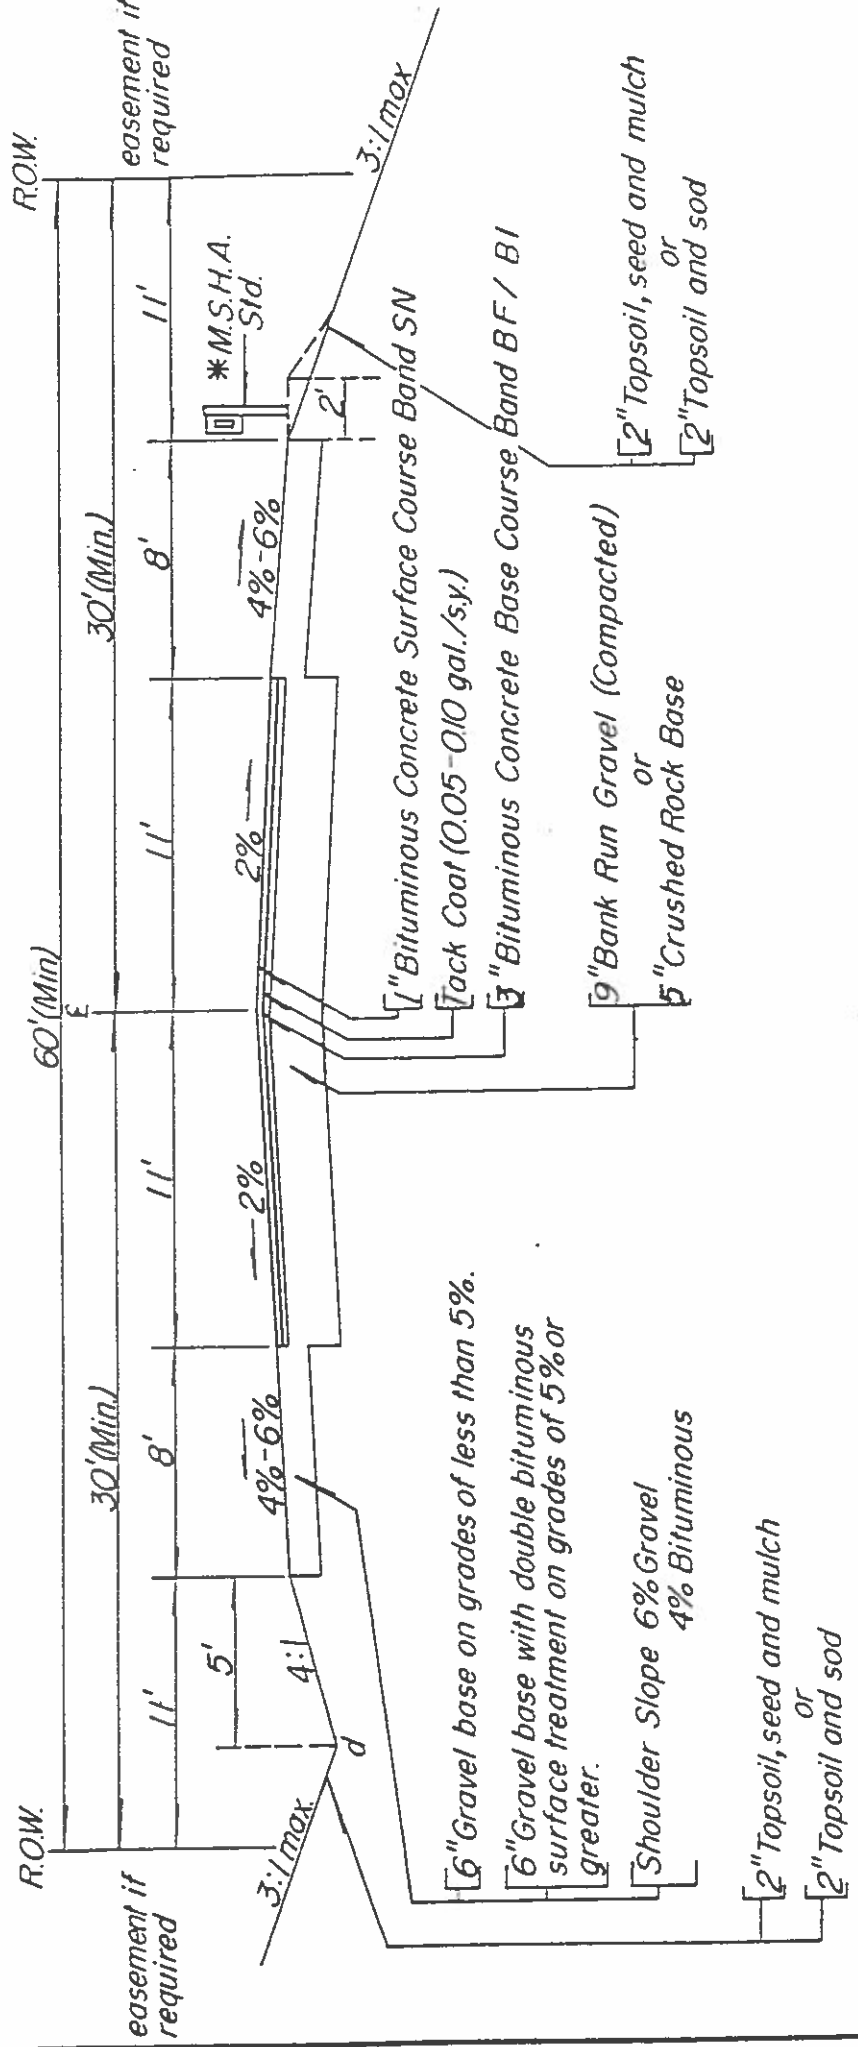 R.O.W.
R.O.W.
60'(Min)
30'(Min.)
30'(Min.)
easement if
required
11'
8'
11'
11'
8'
11'
easement if
required
5'
4:1
3:1 max.
d
4%-6%
2%
2%
4%-6%
*M.S.H.A.
Std.
2'
3:1 max
6" Gravel base on grades of less than 5%.
6" Gravel base with double bituminous
surface treatment on grades of 5% or
greater.
Shoulder Slope 6% Gravel
4% Bituminous
2" Topsoil, seed and mulch
or
2" Topsoil and sod
1" Bituminous Concrete Surface Course Band SN
Tack Coat (0.05-0.10 gal./s.y.)
3" Bituminous Concrete Base Course Band BF / BI
9" Bank Run Gravel (Compacted)
or
5" Crushed Rock Base
2" Topsoil, seed and mulch
or
2" Topsoil and sod